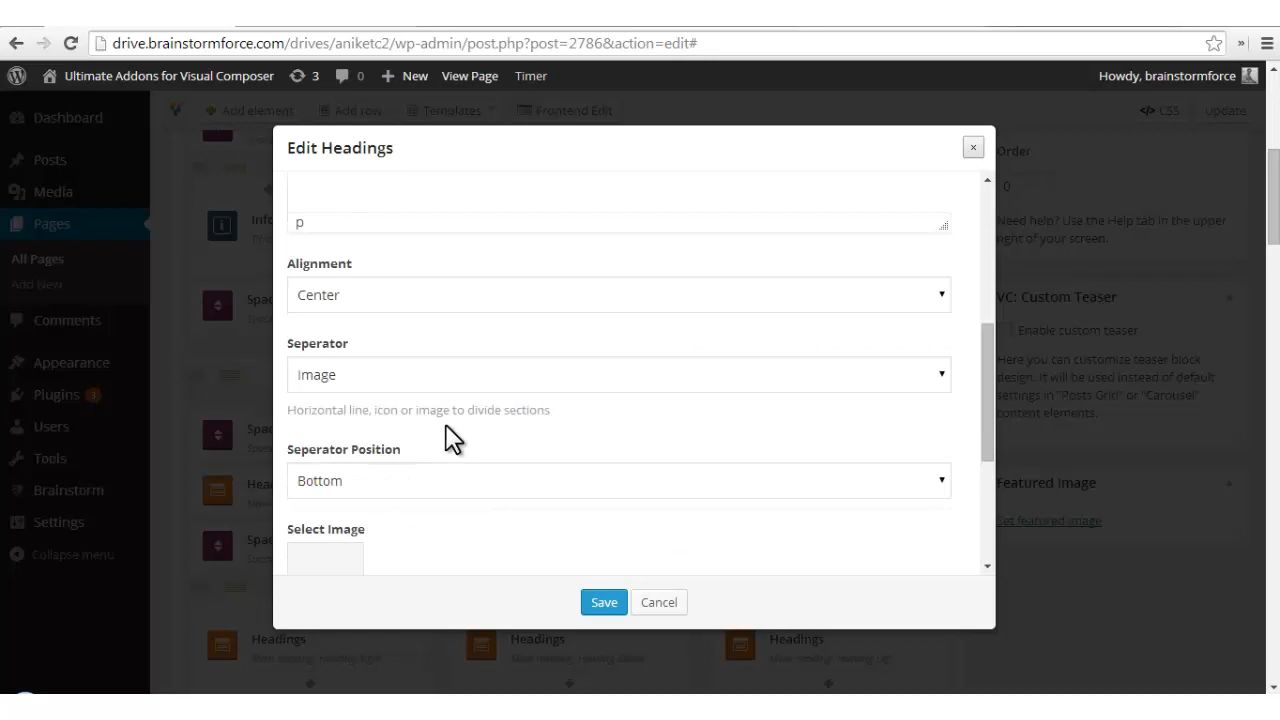 drive.brainstormforce.com/drives/aniketc2/wp-admin/post.php?post=2786&action=edit#
Ultimate Addons for Visual Composer 3 0 New View Page Timer Howdy, brainstormforce
Dashboard
Posts
Media
Pages
All Pages
Add New
Comments
Appearance
Plugins 3
Users
Tools
Brainstorm
Settings
Collapse menu
Add element Add row Templates Frontend Edit CSS Update
Edit Headings
p
Alignment
Center
Seperator
Image
Horizontal line, icon or image to divide sections
Seperator Position
Bottom
Select Image
Save Cancel
Order
0
Need help? Use the Help tab in the upper
right of your screen.
VC: Custom Teaser
Enable custom teaser
Here you can customize teaser block
design. It will be used instead of default
settings in "Posts Grid" or "Carousel"
content elements.
Featured Image
Set featured image
Headings Headings Headings